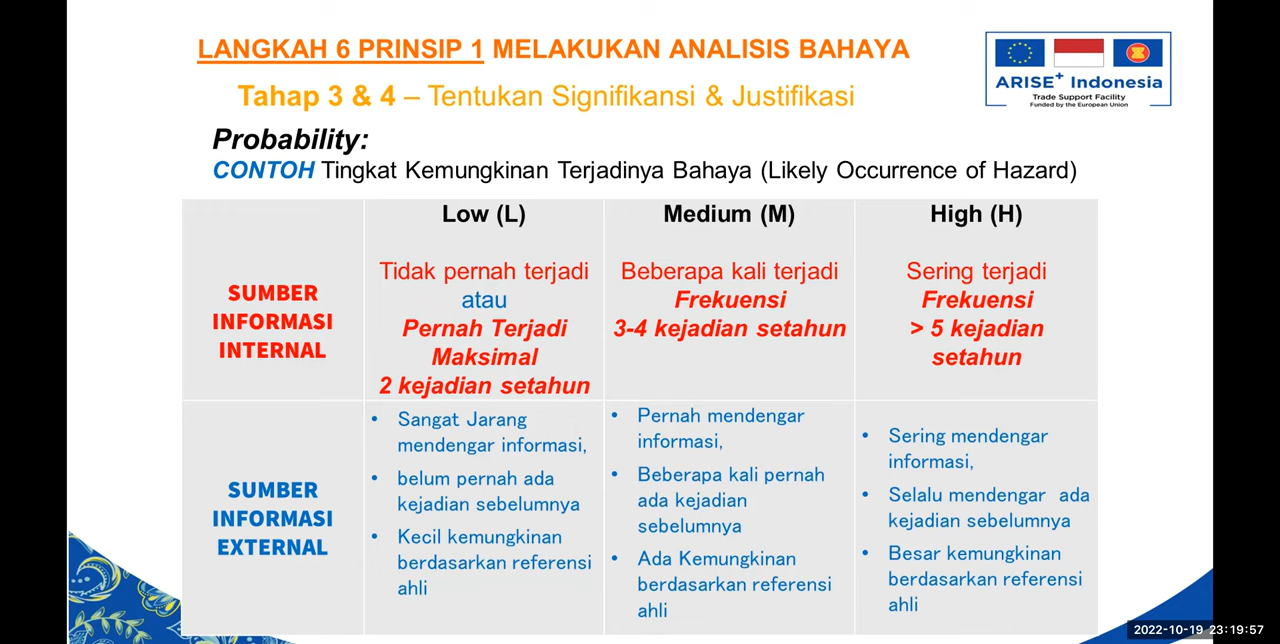 LANGKAH 6 PRINSIP 1 MELAKUKAN ANALISIS BAHAYA
Tahap 3 & 4 – Tentukan Signifikansi & Justifikasi
ARISE+ Indonesia
Trade Support Facility
Funded by the European Union
Probability:
CONTOH Tingkat Kemungkinan Terjadinya Bahaya (Likely Occurrence of Hazard)
Low (L)
Medium (M)
High (H)
SUMBER
INFORMASI
INTERNAL
Tidak pernah terjadi
atau
Pernah Terjadi
Maksimal
2 kejadian setahun
Beberapa kali terjadi
Frekuensi
3-4 kejadian setahun
Sering terjadi
Frekuensi
> 5 kejadian
setahun
SUMBER
INFORMASI
EXTERNAL
• Sangat Jarang
mendengar informasi,
• belum pernah ada
kejadian sebelumnya
• Kecil kemungkinan
berdasarkan referensi
ahli
• Pernah mendengar
informasi,
• Beberapa kali pernah
ada kejadian
sebelumnya
• Ada Kemungkinan
berdasarkan referensi
ahli
• Sering mendengar
informasi,
• Selalu mendengar ada
kejadian sebelumnya
• Besar kemungkinan
berdasarkan referensi
ahli
2022-10-19 23:19:57